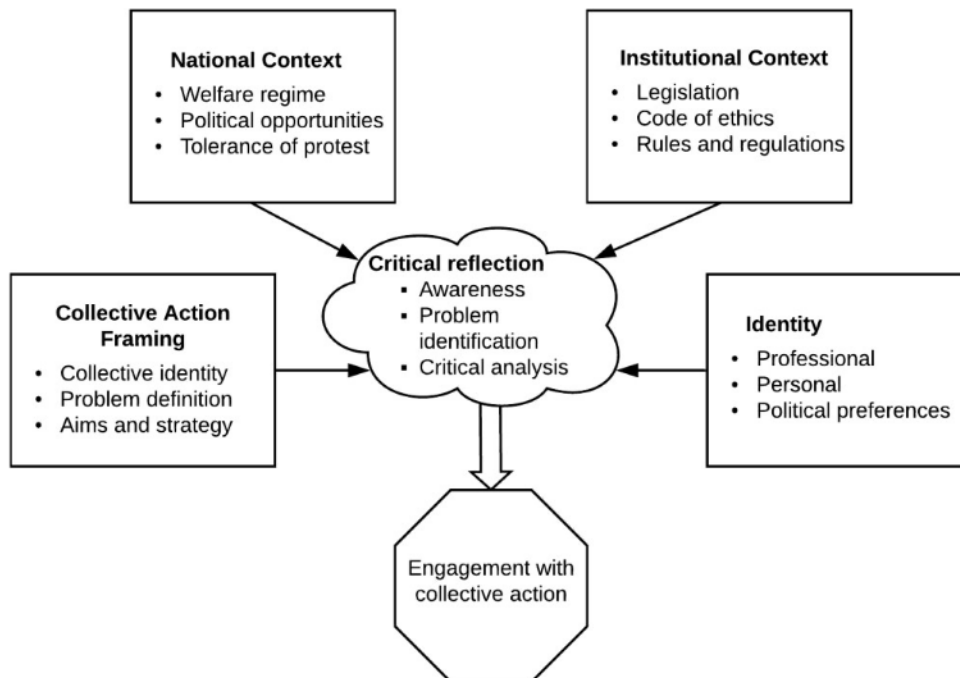 National Context
• Welfare regime
• Political opportunities
• Tolerance of protest
Institutional Context
• Legislation
• Code of ethics
• Rules and regulations
Critical reflection
▪ Awareness
▪ Problem
identification
▪ Critical analysis
Collective Action
Framing
• Collective identity
• Problem definition
• Aims and strategy
Identity
• Professional
• Personal
• Political preferences
Engagement with
collective action